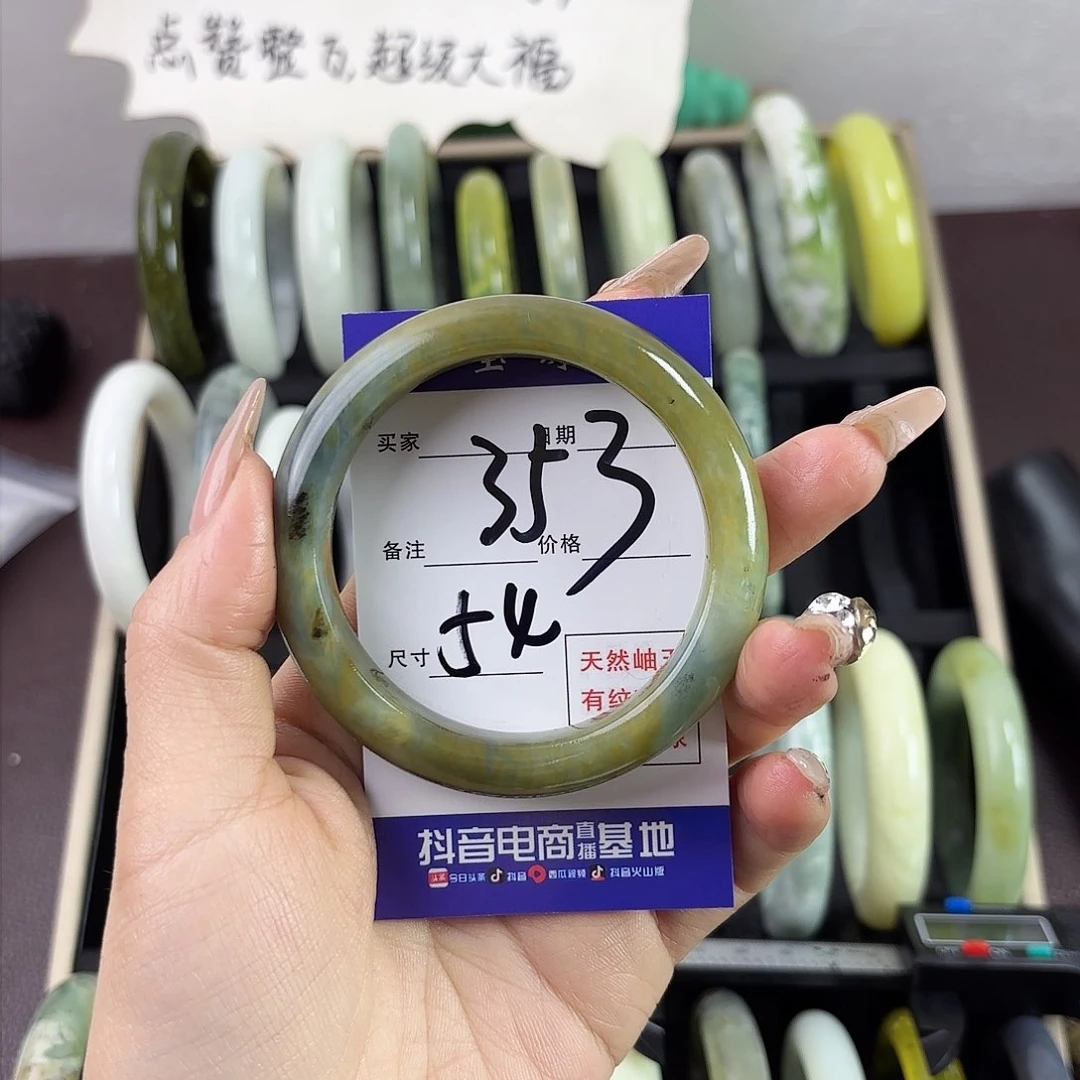 点赞整百,超级大福
买家 日期
353
备注 价格
尺寸 54
天然岫玉
有纹
抖音电商直播基地
今日头条 抖音 西瓜视频 抖音火山版